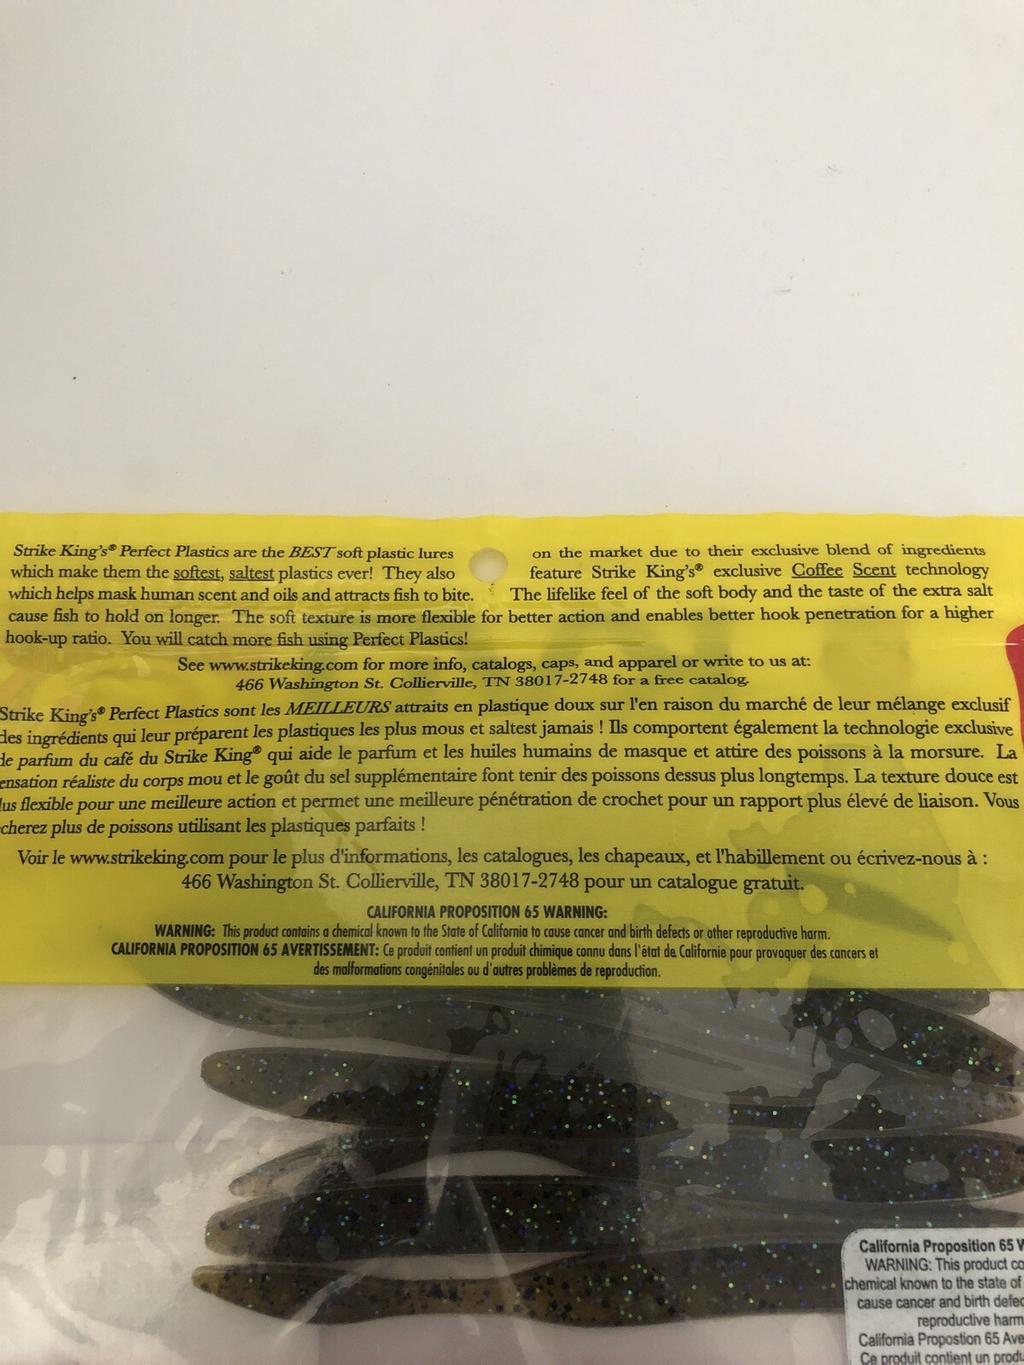 Strike King's® Perfect Plastics are the BEST soft plastic lures on the market due to their exclusive blend of ingredients
which make them the softest, saltest plastics ever! They also feature Strike King's® exclusive Coffee Scent technology
which helps mask human scent and oils and attracts fish to bite. The lifelike feel of the soft body and the taste of the extra salt
cause fish to hold on longer. The soft texture is more flexible for better action and enables better hook penetration for a higher
hook-up ratio. You will catch more fish using Perfect Plastics!
See www.strikeking.com for more info, catalogs, caps, and apparel or write to us at:
466 Washington St. Collierville, TN 38017-2748 for a free catalog.
Strike King's® Perfect Plastics sont les MEILLEURS attraits en plastique doux sur l'en raison du marché de leur mélange exclusif
des ingrédients qui leur préparent les plastiques les plus mous et saltest jamais ! Ils comportent également la technologie exclusive
de parfum du café du Strike King® qui aide le parfum et les huiles humains de masque et attire des poissons à la morsure. La
ensation réaliste du corps mou et le goût du sel supplémentaire font tenir des poissons dessus plus longtemps. La texture douce est
lus flexible pour une meilleure action et permet une meilleure pénétration de crochet pour un rapport plus élevé de liaison. Vous
cherez plus de poissons utilisant les plastiques parfaits !
Voir le www.strikeking.com pour le plus d'informations, les catalogues, les chapeaux, et l'habillement ou écrivez-nous à :
466 Washington St. Collierville, TN 38017-2748 pour un catalogue gratuit.
CALIFORNIA PROPOSITION 65 WARNING:
WARNING: This product contains a chemical known to the State of California to cause cancer and birth defects or other reproductive harm.
CALIFORNIA PROPOSITION 65 AVERTISSEMENT: Ce produit contient un produit chimique connu dans l'état de Californie pour provoquer des cancers et
des malformations congénitales ou d'autres problèmes de reproduction.
California Proposition 65 W
WARNING: This product co
chemical known to the state of
cause cancer and birth defec
reproductive harm
California Propostion 65 Ave
Ce produit contient un produ